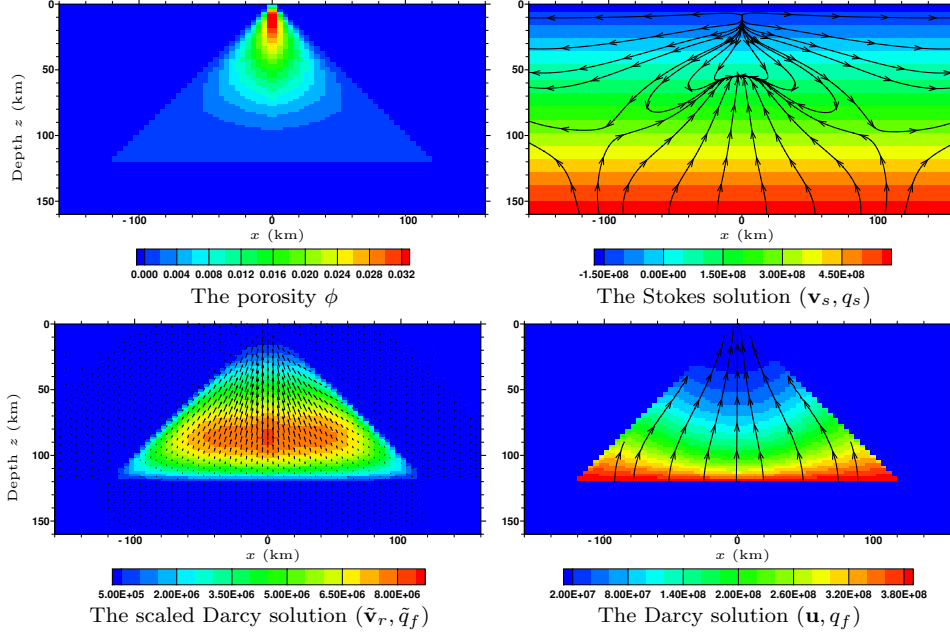 0
50
100
150
Depth z (km)
-100
0
100
x (km)
0.000 0.004 0.008 0.012 0.016 0.020 0.024 0.028 0.032
The porosity ϕ
0
50
100
150
-100
0
100
x (km)
-1.50E+08 0.00E+00 1.50E+08 3.00E+08 4.50E+08
The Stokes solution (v_s, q_s)
0
50
100
150
Depth z (km)
-100
0
100
x (km)
5.00E+05 2.00E+06 4.00E+06 6.00E+06 8.00E+06
The scaled Darcy solution (ṽ_r, q̃_f)
0
50
100
150
-100
0
100
x (km)
2.00E+07 8.00E+07 1.40E+08 2.00E+08 2.60E+08 3.20E+08 3.80E+08
The Darcy solution (u, q_f)